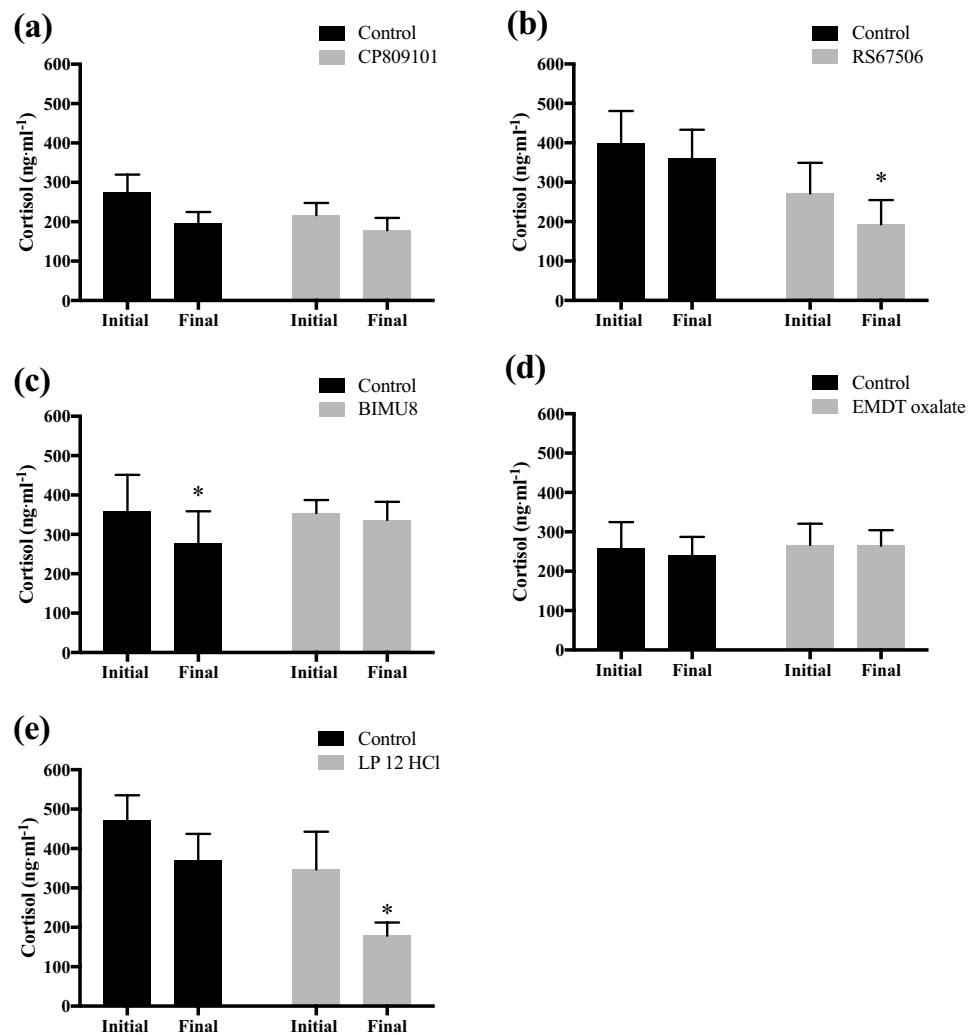 (a)
Control
CP809101
Cortisol (ng·ml-1)
600
500
400
300
200
100
0
Initial Final Initial Final
(b)
Control
RS67506
Cortisol (ng·ml-1)
600
500
400
300
200
100
0
*
Initial Final Initial Final
(c)
Control
BIMU8
Cortisol (ng·ml-1)
600
500
400
300
200
100
0
*
Initial Final Initial Final
(d)
Control
EMDT oxalate
Cortisol (ng·ml-1)
600
500
400
300
200
100
0
Initial Final Initial Final
(e)
Control
LP 12 HCl
Cortisol (ng·ml-1)
600
500
400
300
200
100
0
*
Initial Final Initial Final